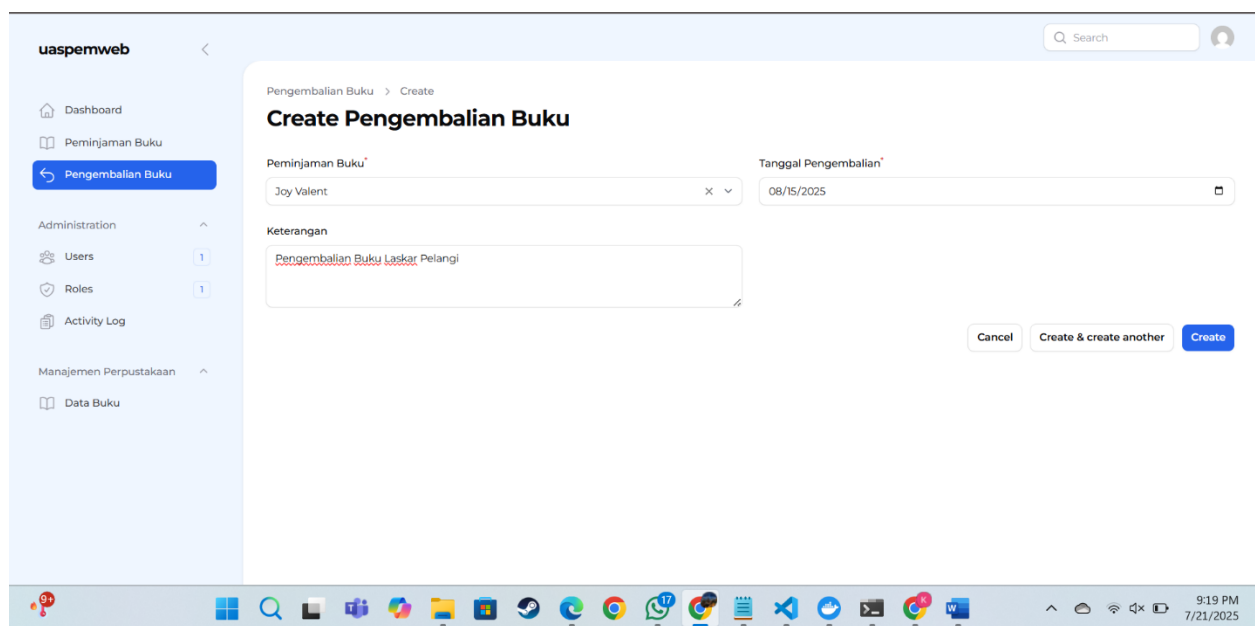 uaspemweb
Search
Dashboard
Peminjaman Buku
Pengembalian Buku
Administration
Users 1
Roles 1
Activity Log
Manajemen Perpustakaan
Data Buku
Pengembalian Buku > Create
Create Pengembalian Buku
Peminjaman Buku* Tanggal Pengembalian*
Joy Valent 08/15/2025
Keterangan
Pengembalian Buku Laskar Pelangi
Cancel Create & create another Create
9+ 17 9:19 PM
7/21/2025